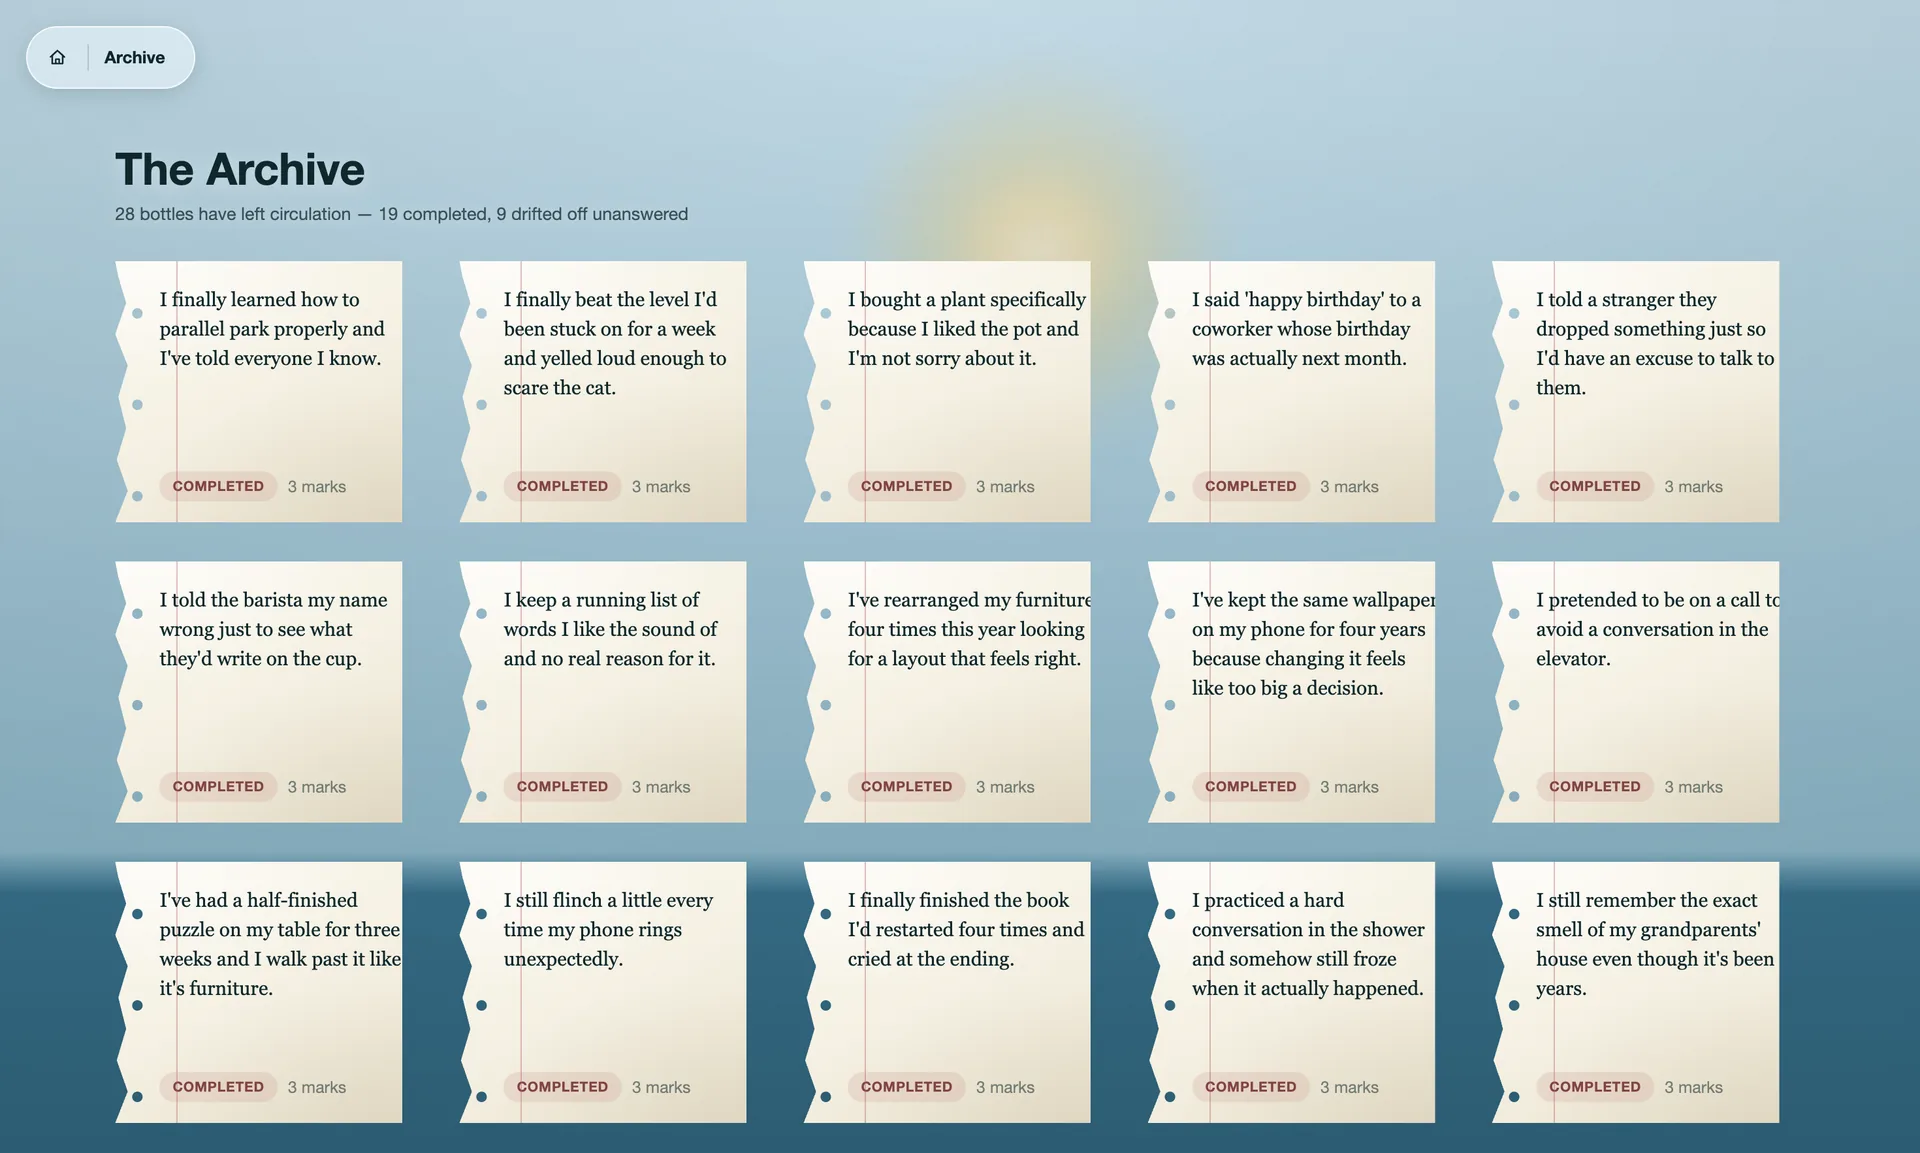 Archive
The Archive
28 bottles have left circulation — 19 completed, 9 drifted off unanswered
I finally learned how to
parallel park properly and
I've told everyone I know.
COMPLETED 3 marks
I finally beat the level I'd
been stuck on for a week
and yelled loud enough to
scare the cat.
COMPLETED 3 marks
I bought a plant specifically
because I liked the pot and
I'm not sorry about it.
COMPLETED 3 marks
I said 'happy birthday' to a
coworker whose birthday
was actually next month.
COMPLETED 3 marks
I told a stranger they
dropped something just so
I'd have an excuse to talk to
them.
COMPLETED 3 marks
I told the barista my name
wrong just to see what
they'd write on the cup.
COMPLETED 3 marks
I keep a running list of
words I like the sound of
and no real reason for it.
COMPLETED 3 marks
I've rearranged my furniture
four times this year looking
for a layout that feels right.
COMPLETED 3 marks
I've kept the same wallpaper
on my phone for four years
because changing it feels
like too big a decision.
COMPLETED 3 marks
I pretended to be on a call to
avoid a conversation in the
elevator.
COMPLETED 3 marks
I've had a half-finished
puzzle on my table for three
weeks and I walk past it like
it's furniture.
COMPLETED 3 marks
I still flinch a little every
time my phone rings
unexpectedly.
COMPLETED 3 marks
I finally finished the book
I'd restarted four times and
cried at the ending.
COMPLETED 3 marks
I practiced a hard
conversation in the shower
and somehow still froze
when it actually happened.
COMPLETED 3 marks
I still remember the exact
smell of my grandparents'
house even though it's been
years.
COMPLETED 3 marks